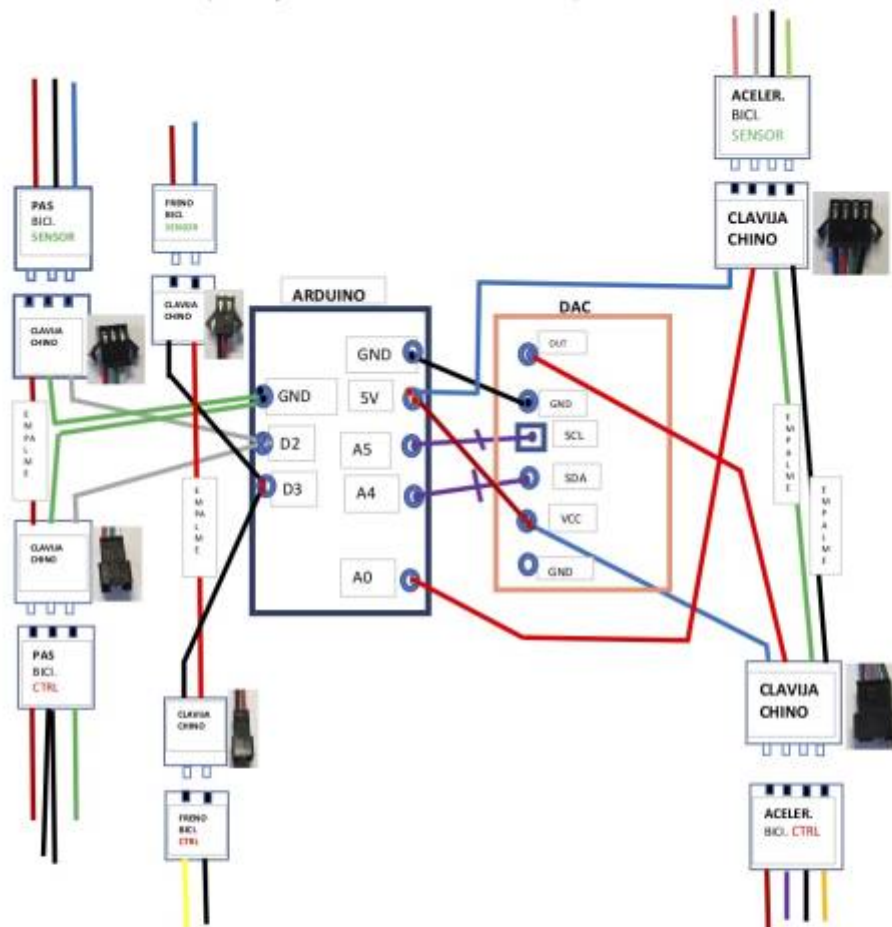 ACELER.
BICI.
SENSOR
PAS
BICI.
SENSOR
FRENO
BICI.
SENSOR
CLAVIJA
CHINO
CLAVIJA
CHINO
CLAVIJA
CHINO
ARDUINO
DAC
GND
OUT
GND
5V
GND
D2
A5
SCL
D3
A4
SDA
VCC
A0
GND
EMPALME
EMPALME
EMPALME
EMPALME
CLAVIJA
CHINO
PAS
BICI.
CTRL
CLAVIJA
CHINO
CLAVIJA
CHINO
FRENO
BICI.
CTRL
ACELER.
BICI. CTRL